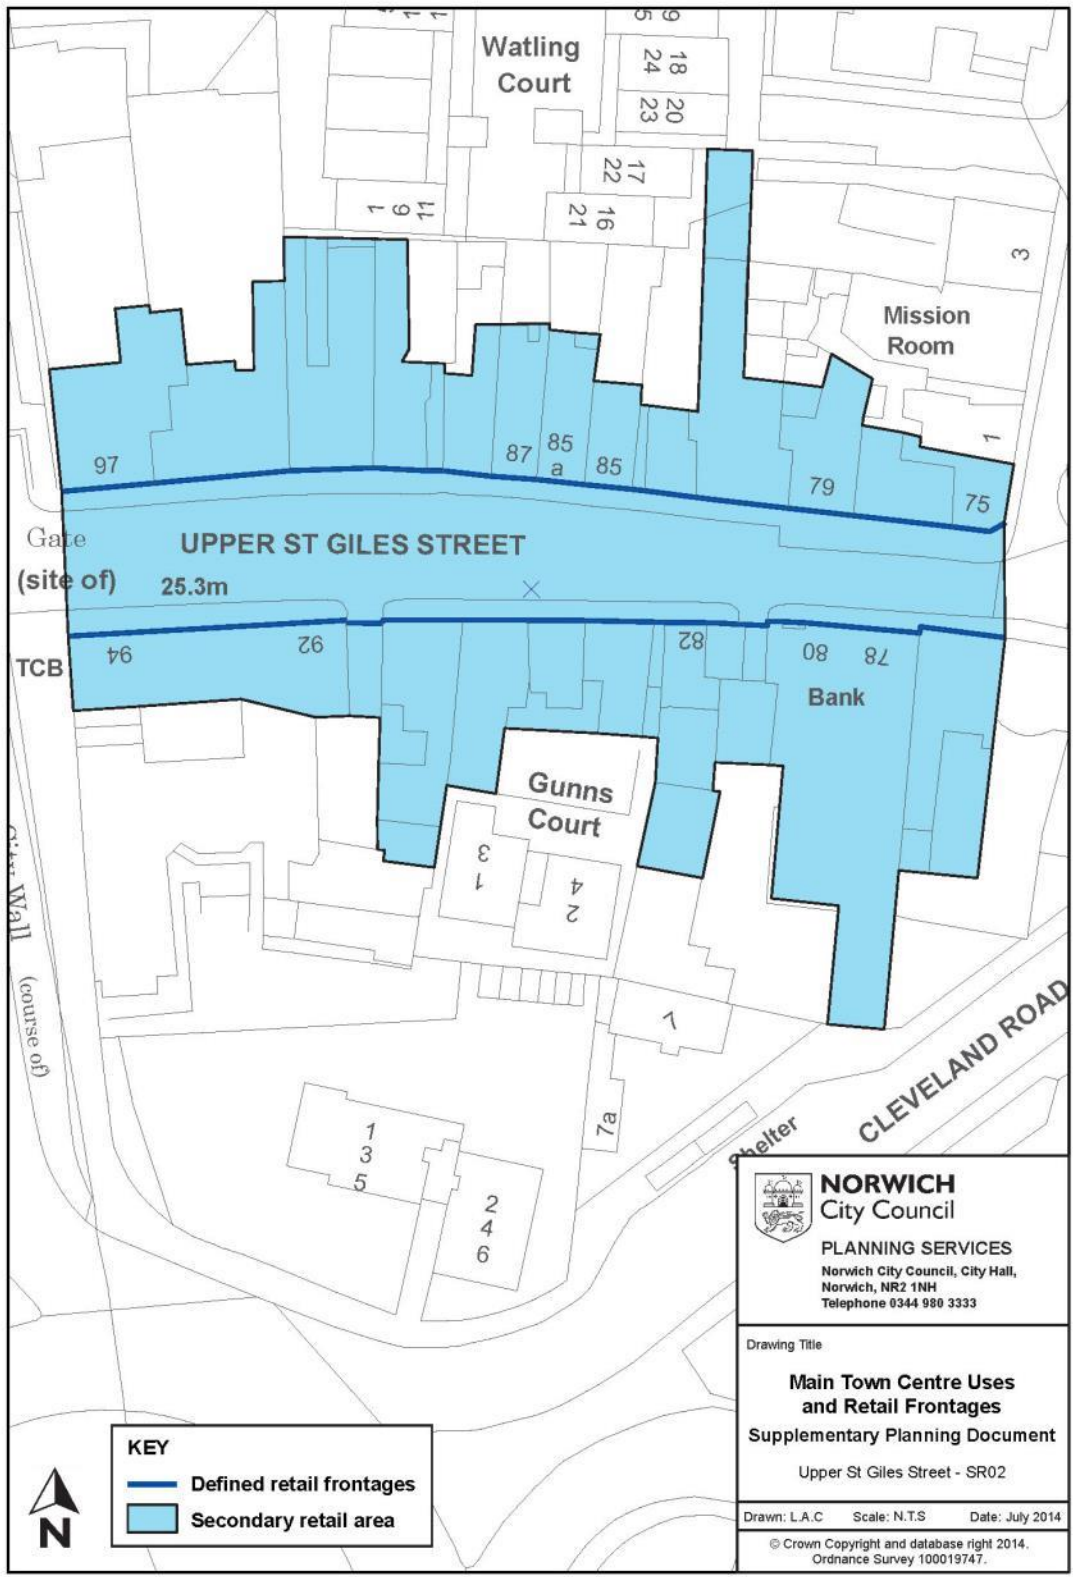 Watling
Court
18
24
20
23
17
22
16
21
1 9 11
3
Mission
Room
1
97
87
85
a
85
79
75
Gate
(site of)
UPPER ST GILES STREET
25.3m
TCB
94
92
82
80
78
Bank
Gunns
Court
3
1
4
2
City Wall
(course of)
7
7a
CLEVELAND ROAD
Shelter
1
3
5
2
4
6
NORWICH
City Council
PLANNING SERVICES
Norwich City Council, City Hall,
Norwich, NR2 1NH
Telephone 0344 980 3333
Drawing Title
Main Town Centre Uses
and Retail Frontages
Supplementary Planning Document
Upper St Giles Street - SR02
Drawn: L.A.C Scale: N.T.S Date: July 2014
© Crown Copyright and database right 2014.
Ordnance Survey 100019747.
KEY
Defined retail frontages
Secondary retail area
N